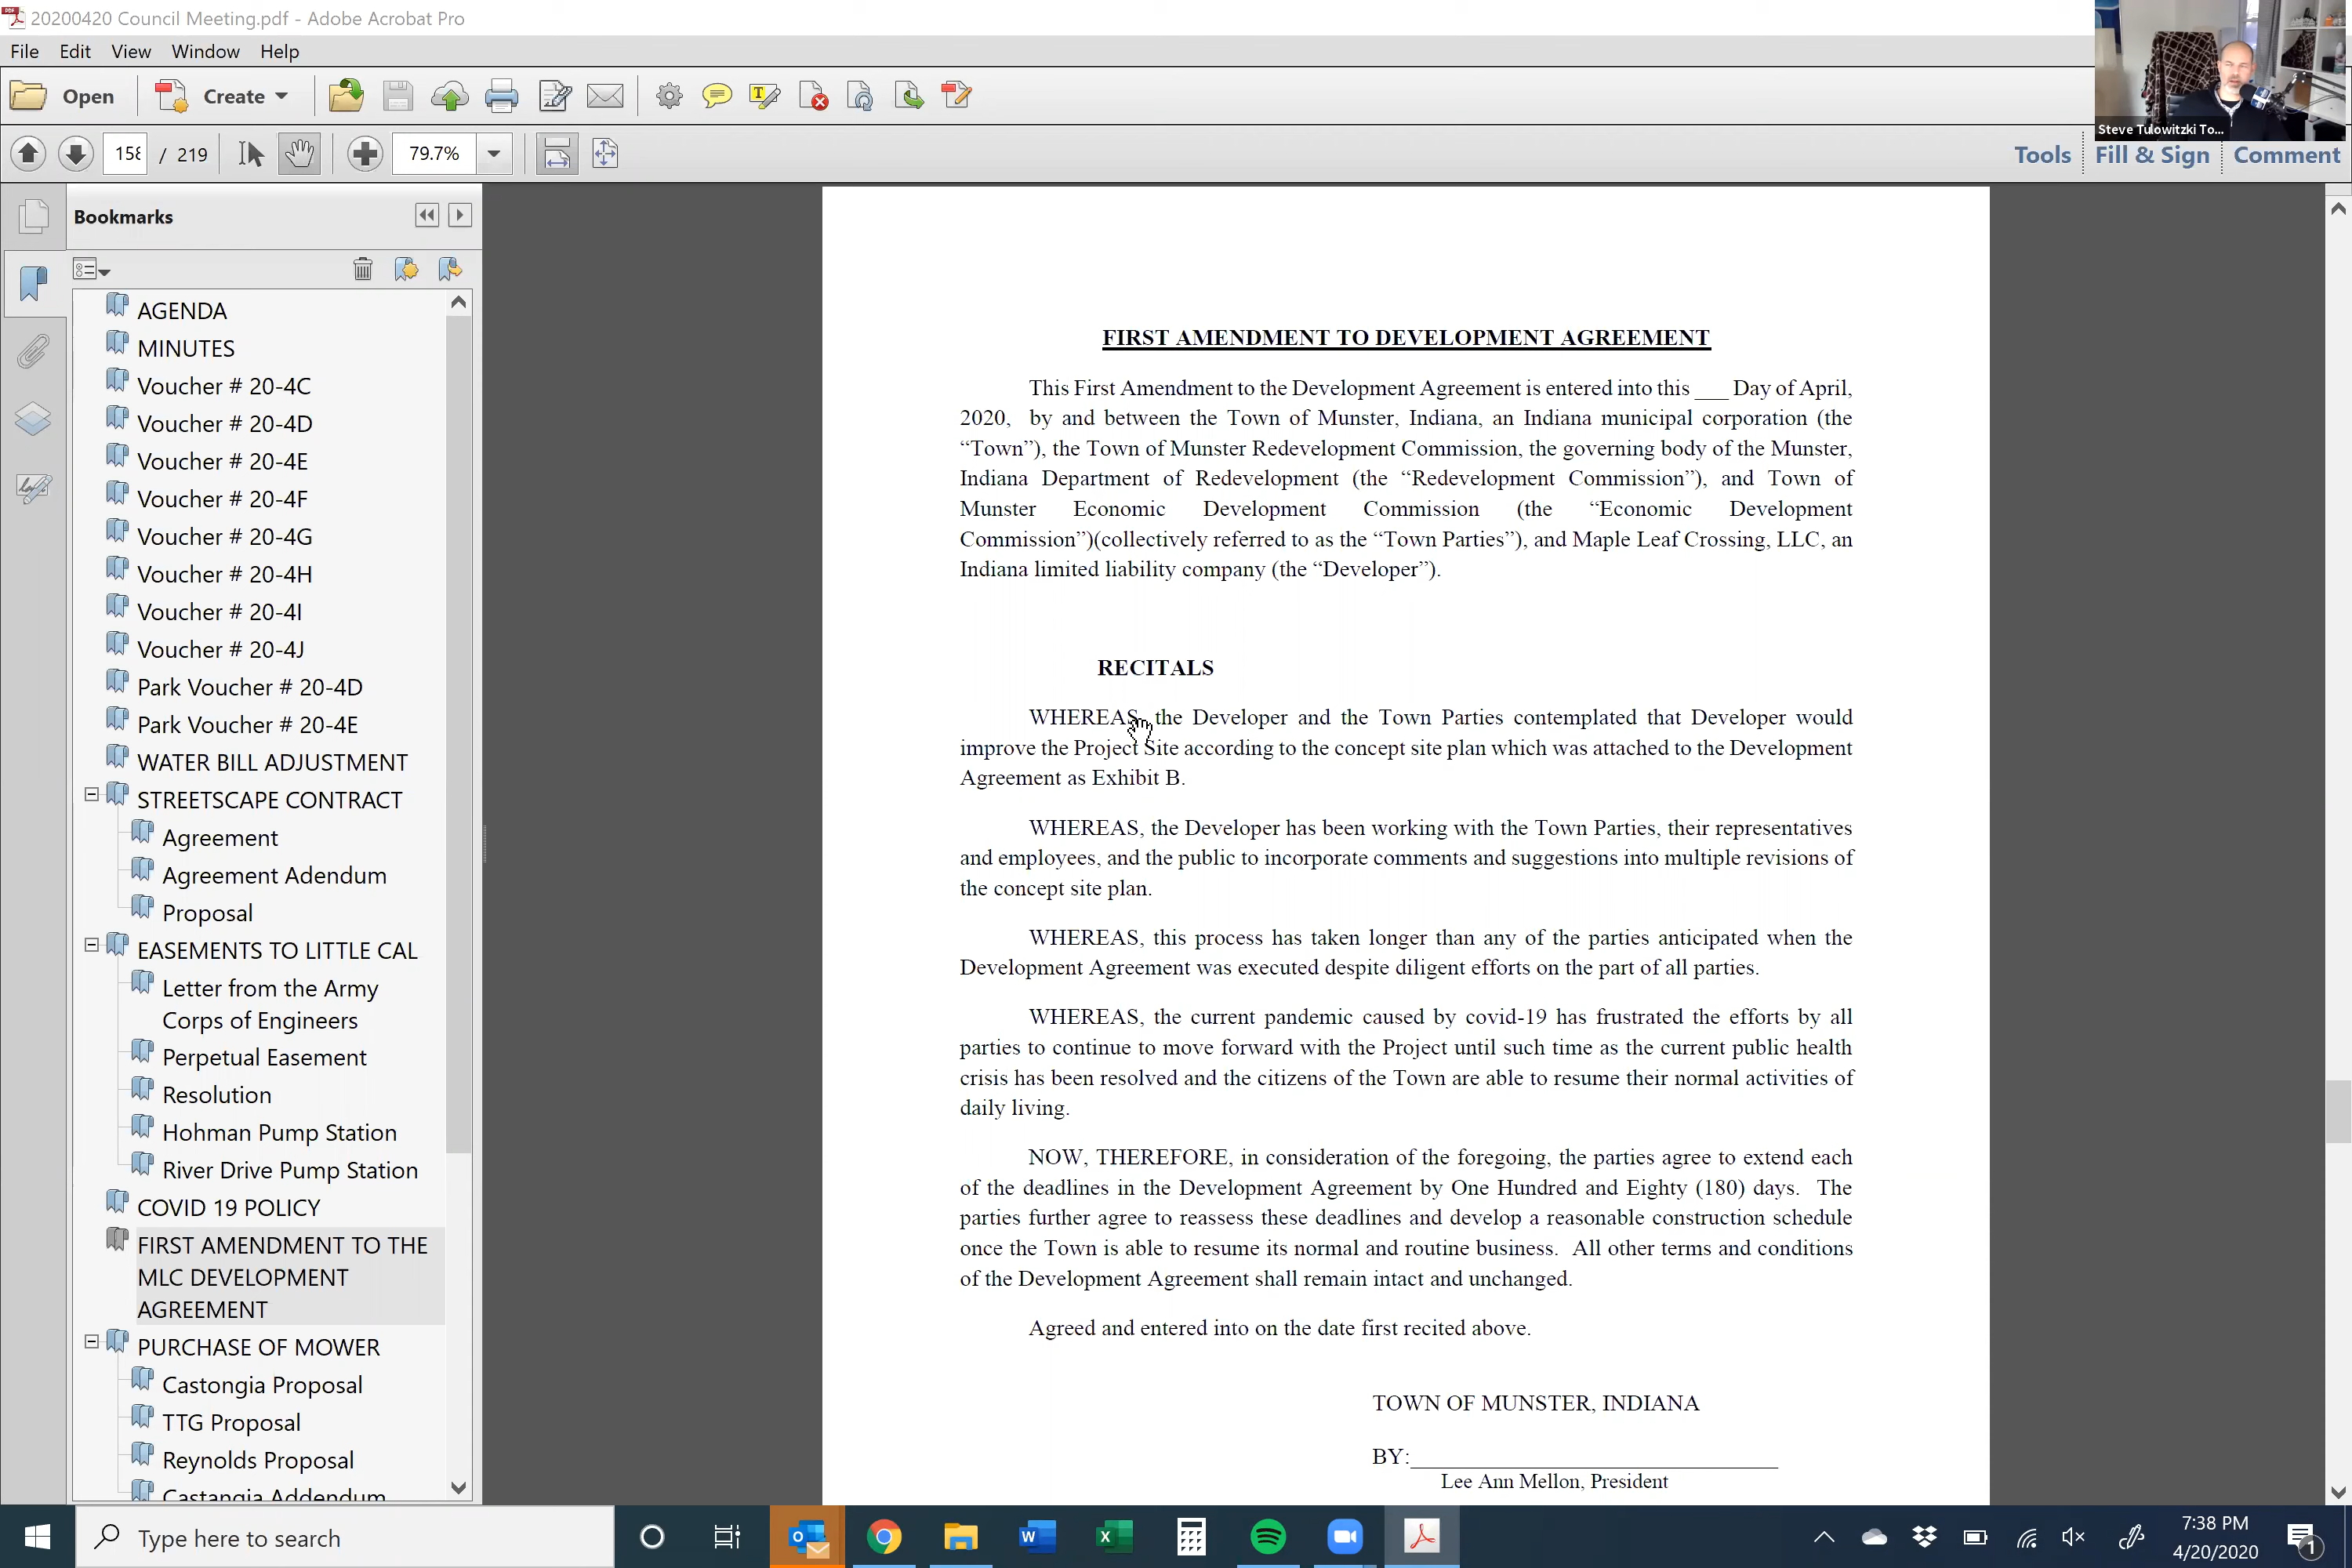 20200420 Council Meeting.pdf - Adobe Acrobat Pro
File Edit View Window Help
Open Create
Steve Tulowitzki To...
158 / 219 79.7%
Tools Fill & Sign Comment
Bookmarks
AGENDA
MINUTES
Voucher # 20-4C
Voucher # 20-4D
Voucher # 20-4E
Voucher # 20-4F
Voucher # 20-4G
Voucher # 20-4H
Voucher # 20-4I
Voucher # 20-4J
Park Voucher # 20-4D
Park Voucher # 20-4E
WATER BILL ADJUSTMENT
STREETSCAPE CONTRACT
Agreement
Agreement Adendum
Proposal
EASEMENTS TO LITTLE CAL
Letter from the Army
Corps of Engineers
Perpetual Easement
Resolution
Hohman Pump Station
River Drive Pump Station
COVID 19 POLICY
FIRST AMENDMENT TO THE
MLC DEVELOPMENT
AGREEMENT
PURCHASE OF MOWER
Castongia Proposal
TTG Proposal
Reynolds Proposal
Castangia Addendum
FIRST AMENDMENT TO DEVELOPMENT AGREEMENT
This First Amendment to the Development Agreement is entered into this ___ Day of April,
2020, by and between the Town of Munster, Indiana, an Indiana municipal corporation (the
“Town”), the Town of Munster Redevelopment Commission, the governing body of the Munster,
Indiana Department of Redevelopment (the “Redevelopment Commission”), and Town of
Munster Economic Development Commission (the “Economic Development
Commission”)(collectively referred to as the “Town Parties”), and Maple Leaf Crossing, LLC, an
Indiana limited liability company (the “Developer”).
RECITALS
WHEREAS, the Developer and the Town Parties contemplated that Developer would
improve the Project Site according to the concept site plan which was attached to the Development
Agreement as Exhibit B.
WHEREAS, the Developer has been working with the Town Parties, their representatives
and employees, and the public to incorporate comments and suggestions into multiple revisions of
the concept site plan.
WHEREAS, this process has taken longer than any of the parties anticipated when the
Development Agreement was executed despite diligent efforts on the part of all parties.
WHEREAS, the current pandemic caused by covid-19 has frustrated the efforts by all
parties to continue to move forward with the Project until such time as the current public health
crisis has been resolved and the citizens of the Town are able to resume their normal activities of
daily living.
NOW, THEREFORE, in consideration of the foregoing, the parties agree to extend each
of the deadlines in the Development Agreement by One Hundred and Eighty (180) days. The
parties further agree to reassess these deadlines and develop a reasonable construction schedule
once the Town is able to resume its normal and routine business. All other terms and conditions
of the Development Agreement shall remain intact and unchanged.
Agreed and entered into on the date first recited above.
TOWN OF MUNSTER, INDIANA
BY:
Lee Ann Mellon, President
Type here to search
7:38 PM
4/20/2020
1